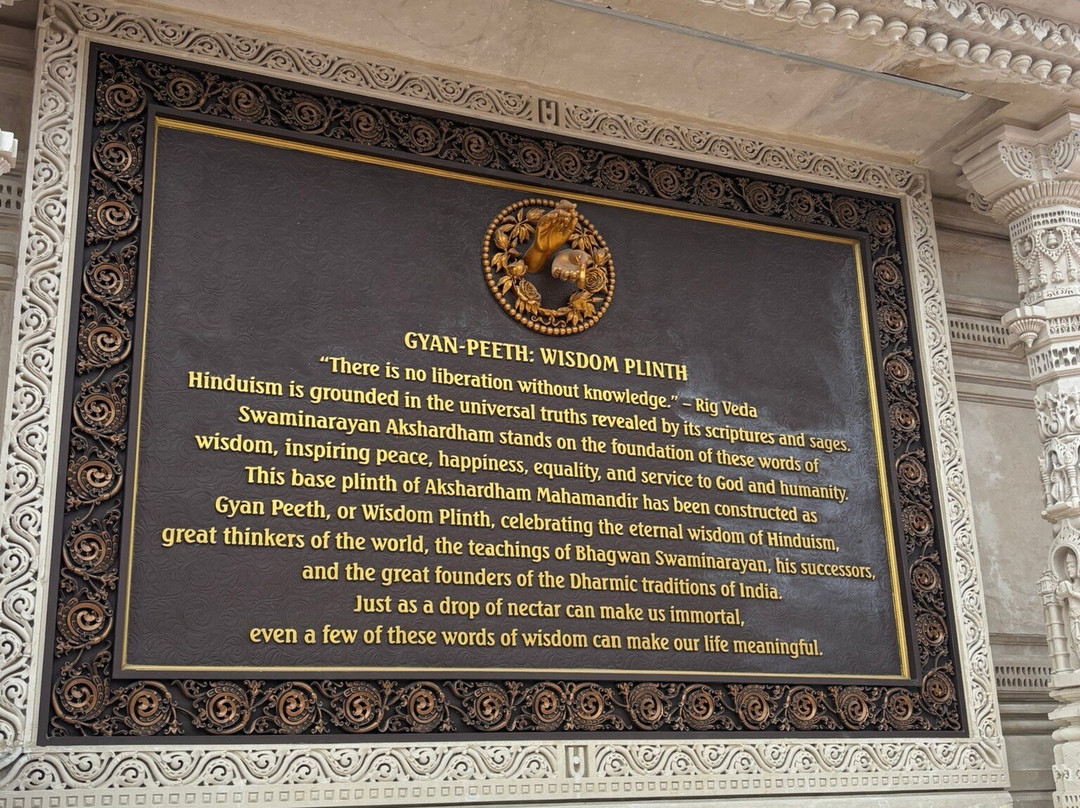 GYAN-PEETH: WISDOM PLINTH
“There is no liberation without knowledge.” – Rig Veda
Hinduism is grounded in the universal truths revealed by its scriptures and sages.
Swaminarayan Akshardham stands on the foundation of these words of
wisdom, inspiring peace, happiness, equality, and service to God and humanity.
This base plinth of Akshardham Mahamandir has been constructed as
Gyan Peeth, or Wisdom Plinth, celebrating the eternal wisdom of Hinduism,
great thinkers of the world, the teachings of Bhagwan Swaminarayan, his successors,
and the great founders of the Dharmic traditions of India.
Just as a drop of nectar can make us immortal,
even a few of these words of wisdom can make our life meaningful.